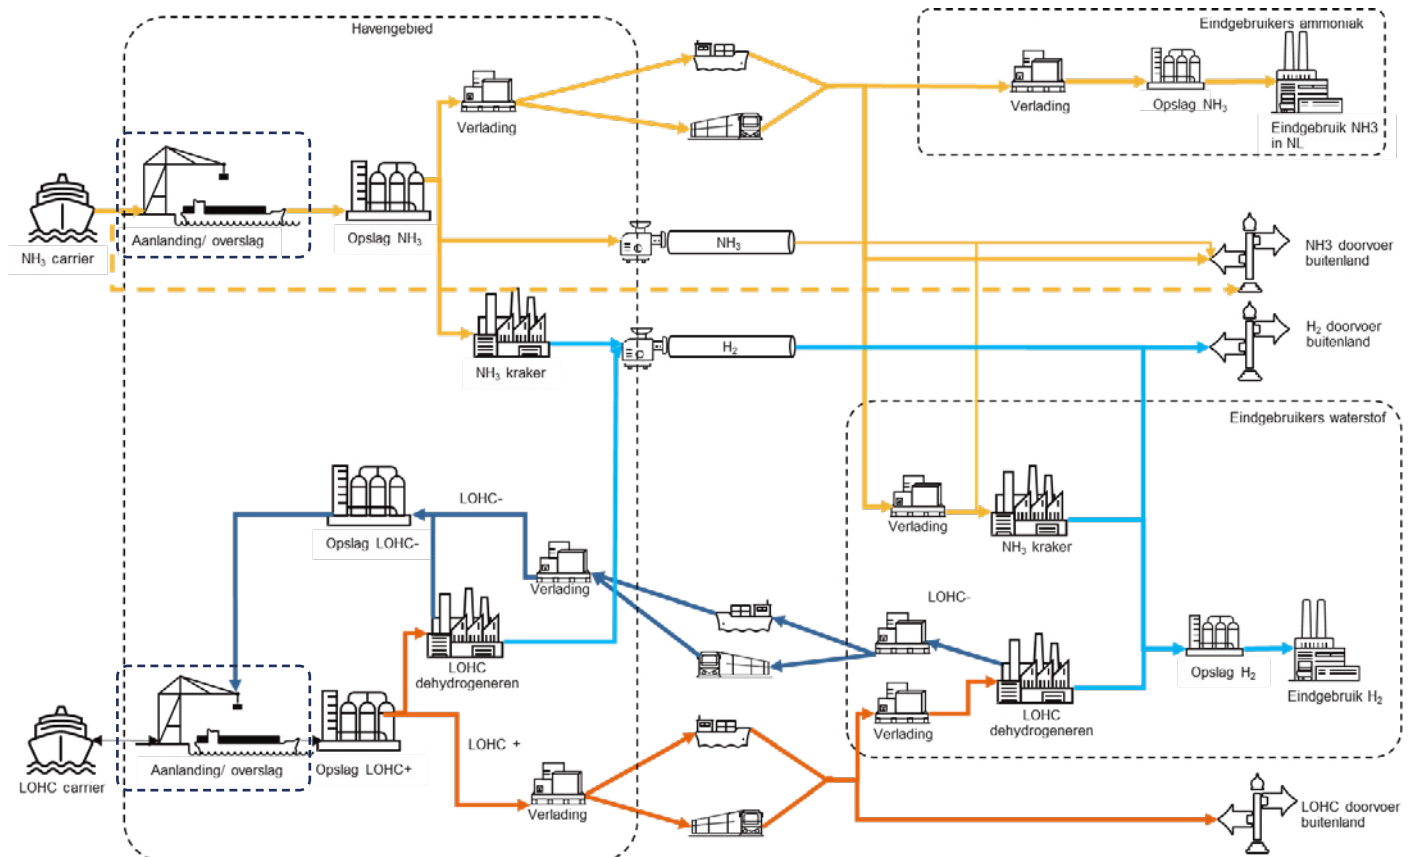 Havengebied
Eindgebruikers ammoniak
Verlading
Verlading
Opslag NH₃
Eindgebruik NH3
in NL
Aanlanding/ overslag
Opslag NH₃
NH₃ carrier
NH₃
NH3 doorvoer
buitenland
H₂
H₂ doorvoer
buitenland
NH₃ kraker
Eindgebruikers waterstof
LOHC-
Verlading
NH₃ kraker
Opslag LOHC-
Verlading
LOHC-
LOHC
dehydrogeneren
Opslag H₂
Eindgebruik H₂
LOHC
dehydrogeneren
Verlading
LOHC +
Aanlanding/ overslag
Opslag LOHC+
LOHC carrier
Verlading
LOHC doorvoer
buitenland